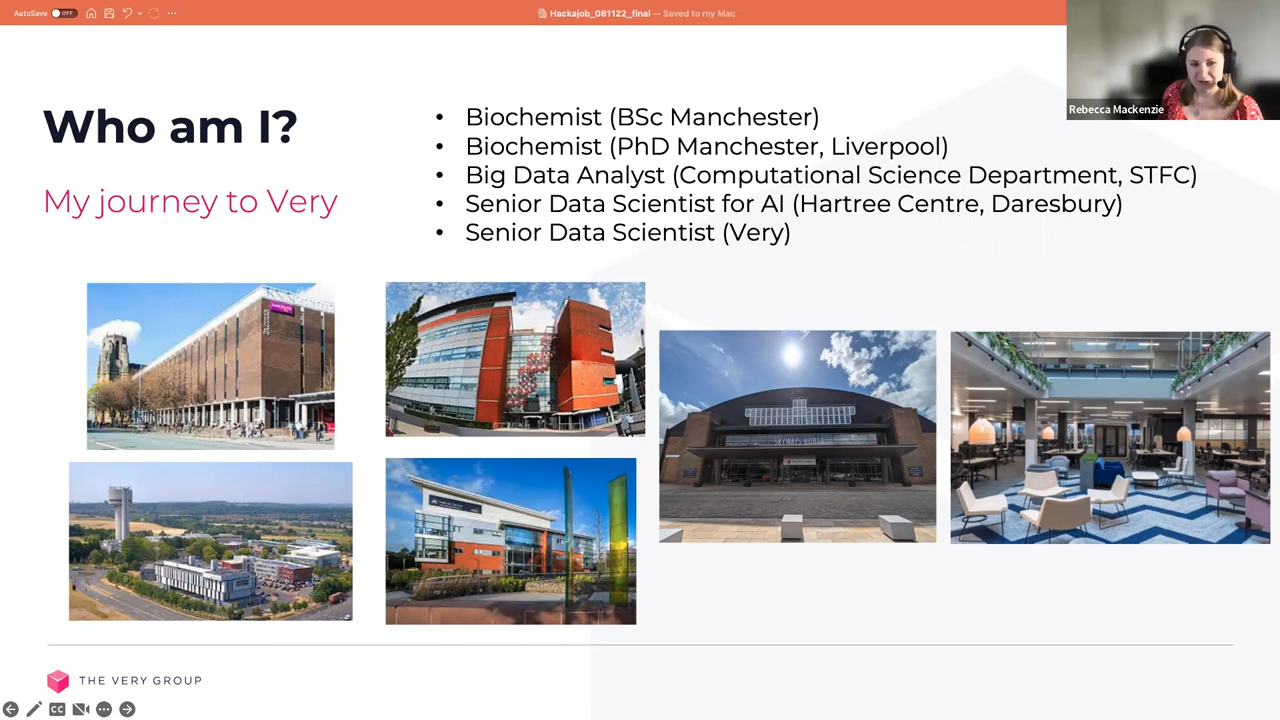 AutoSave OFF
Hackajob_081122_final — Saved to my Mac
Rebecca Mackenzie
Who am I?
My journey to Very
• Biochemist (BSc Manchester)
• Biochemist (PhD Manchester, Liverpool)
• Big Data Analyst (Computational Science Department, STFC)
• Senior Data Scientist for AI (Hartree Centre, Daresbury)
• Senior Data Scientist (Very)
SKYWAYS HOUSE
THE VERY GROUP
CC